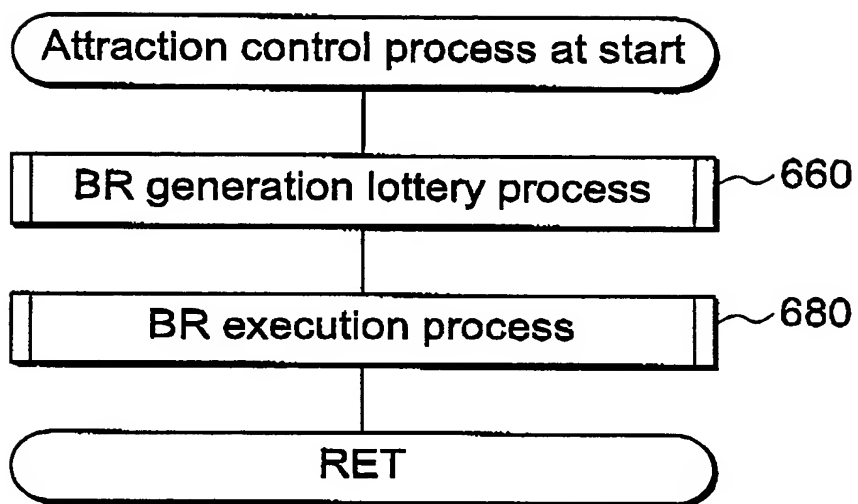 Attraction control process at start
BR generation lottery process
660
BR execution process
680
RET